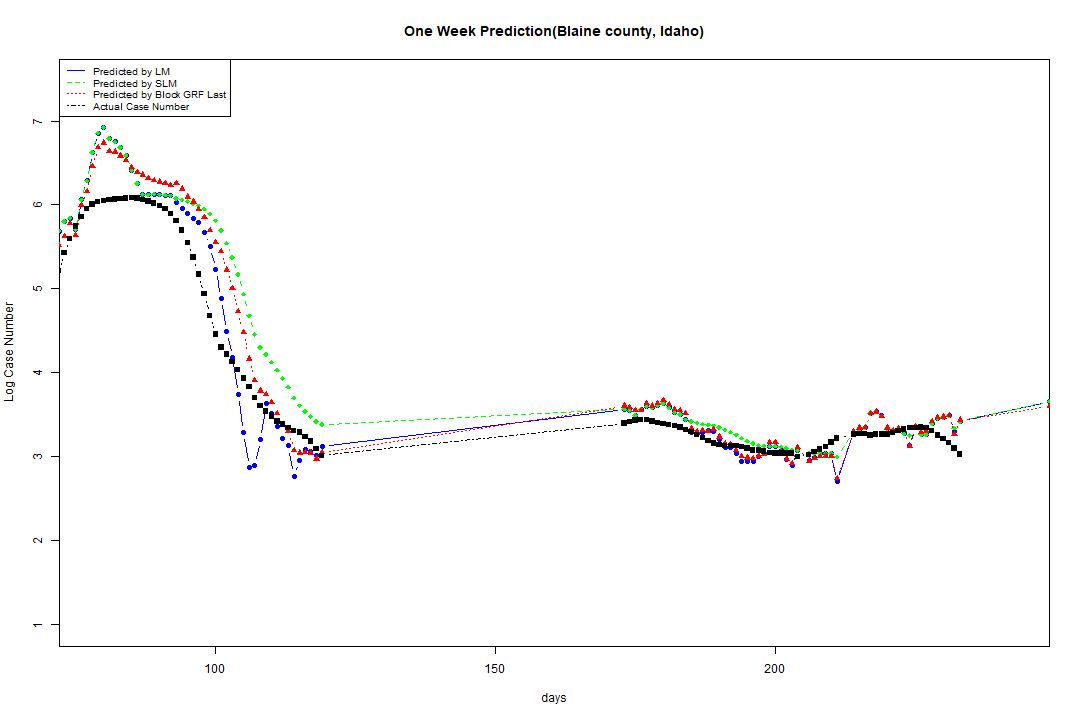 One Week Prediction(Blaine county, Idaho)
Predicted by LM
Predicted by SLM
Predicted by Block GRF Last
Actual Case Number
Log Case Number
7
6
5
4
3
2
1
100 150 200
days